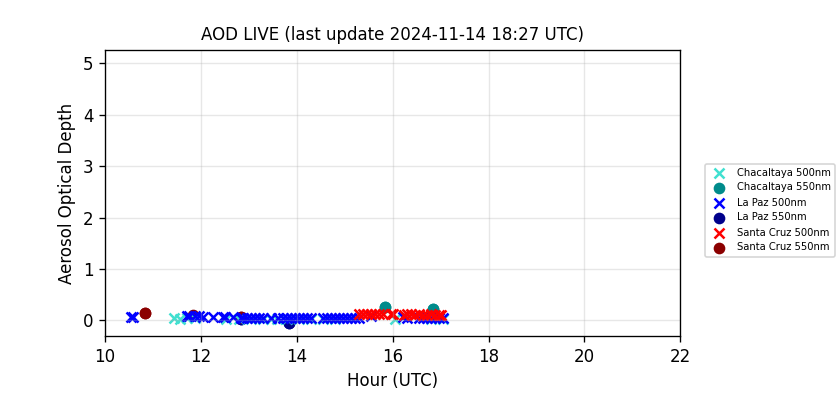 AOD LIVE (last update 2024-11-14 18:27 UTC)
Aerosol Optical Depth
5
4
3
2
1
0
10 12 14 16 18 20 22
Hour (UTC)
Chacaltaya 500nm
Chacaltaya 550nm
La Paz 500nm
La Paz 550nm
Santa Cruz 500nm
Santa Cruz 550nm